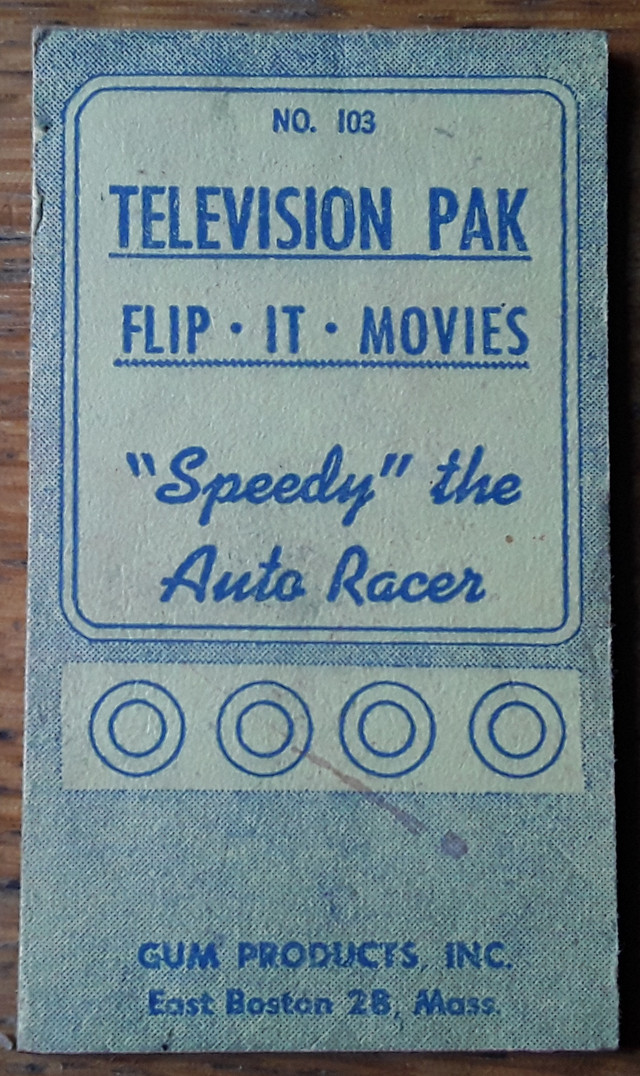 NO. 103
TELEVISION PAK
FLIP · IT · MOVIES
"Speedy" the
Auto Racer
GUM PRODUCTS, INC.
East Boston 28, Mass.